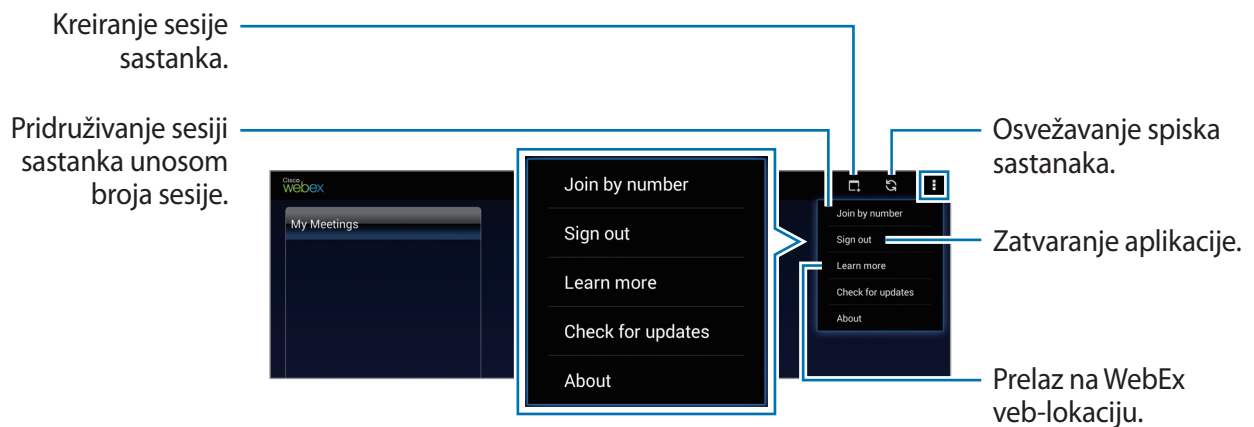 Kreiranje sesije
sastanka.
Pridruživanje sesiji
sastanka unosom
broja sesije.
Osvežavanje spiska
sastanaka.
Zatvaranje aplikacije.
Prelaz na WebEx
veb-lokaciju.
Cisco
webex
My Meetings
Join by number
Sign out
Learn more
Check for updates
About
Join by number
Sign out
Learn more
Check for updates
About